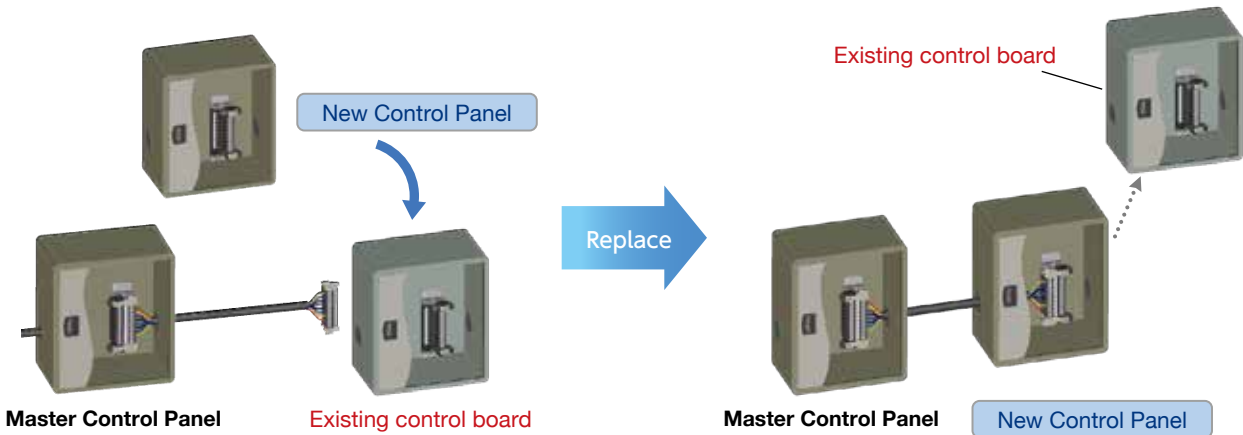 New Control Panel
Master Control Panel
Existing control board
Replace
Existing control board
Master Control Panel
New Control Panel